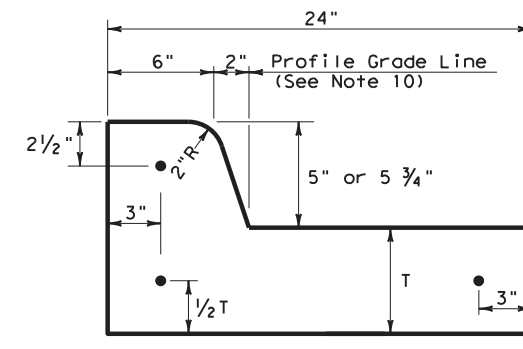 24"
6"
2"
Profile Grade Line
(See Note 10)
2½"
2"R
5" or 5 ¾"
3"
T
½T
3"